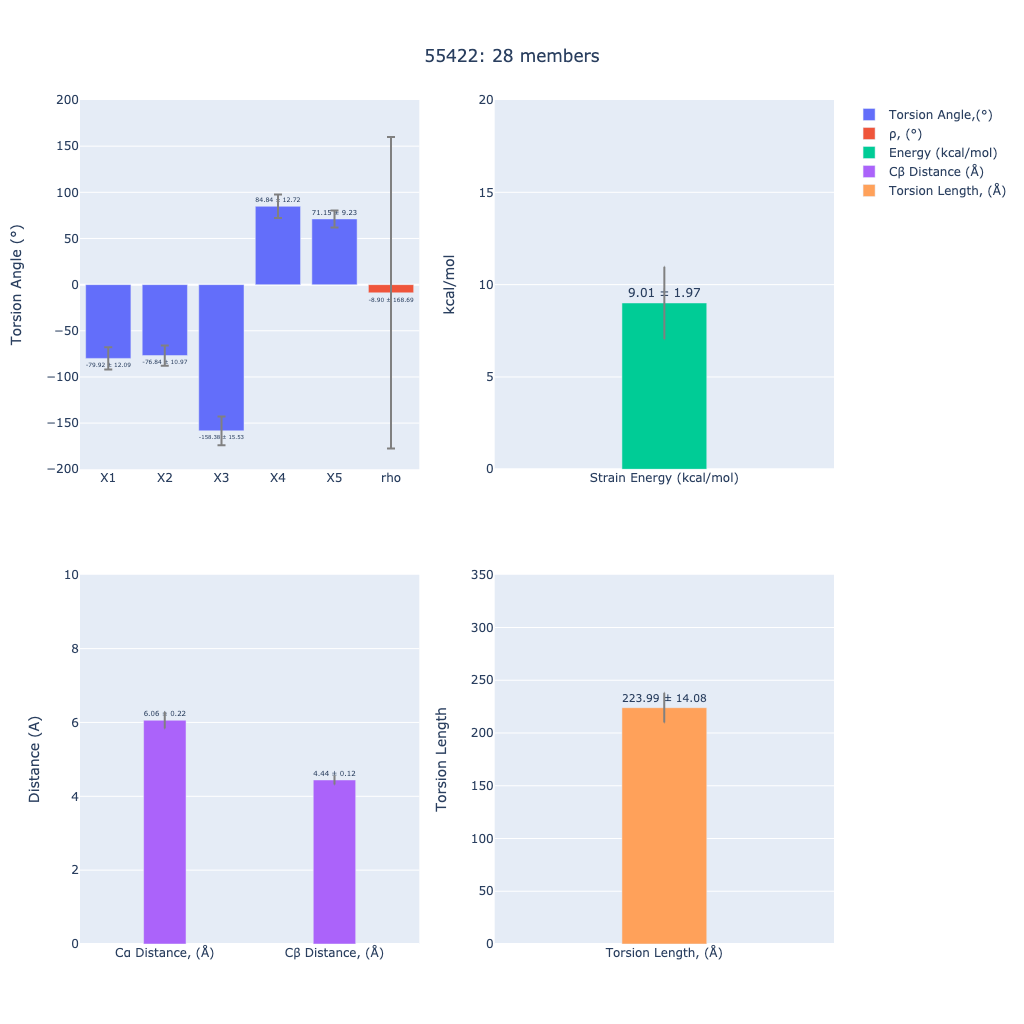 55422: 28 members
Torsion Angle (°)
200
150
100
50
0
−50
−100
−150
−200
-79.92 ± 12.09
-76.84 ± 10.97
-158.38 ± 15.53
84.84 ± 12.72
71.15 ± 9.23
-8.90 ± 168.69
X1 X2 X3 X4 X5 rho
kcal/mol
20
15
10
5
0
9.01 ± 1.97
Strain Energy (kcal/mol)
Torsion Angle,(°)
ρ, (°)
Energy (kcal/mol)
Cβ Distance (Å)
Torsion Length, (Å)
Distance (A)
10
8
6
4
2
0
6.06 ± 0.22
4.44 ± 0.12
Cα Distance, (Å) Cβ Distance, (Å)
Torsion Length
350
300
250
200
150
100
50
0
223.99 ± 14.08
Torsion Length, (Å)